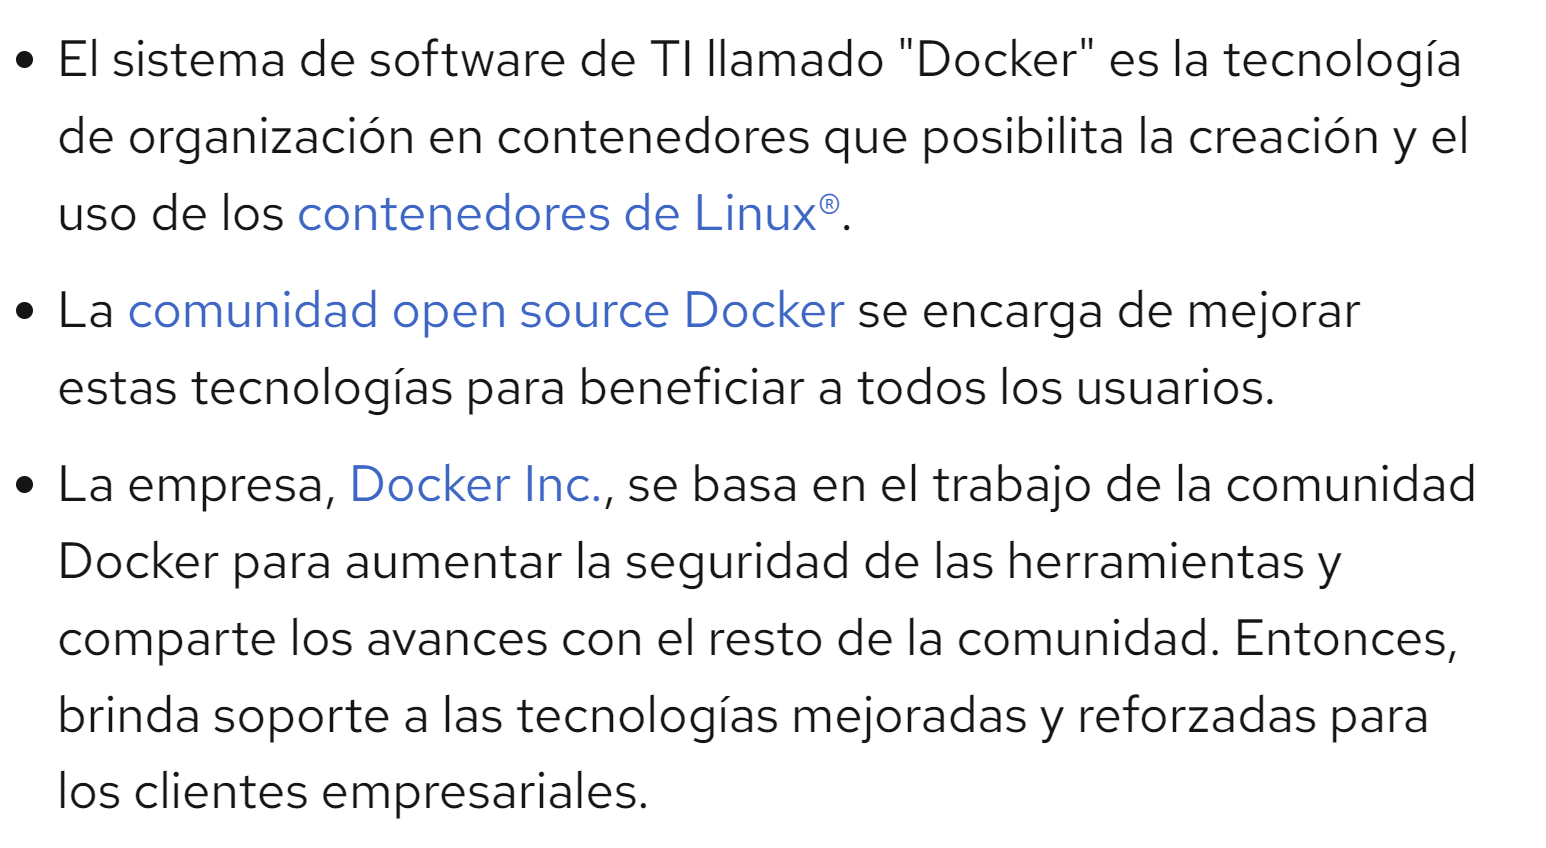 • El sistema de software de TI llamado "Docker" es la tecnología
de organización en contenedores que posibilita la creación y el
uso de los contenedores de Linux®.
• La comunidad open source Docker se encarga de mejorar
estas tecnologías para beneficiar a todos los usuarios.
• La empresa, Docker Inc., se basa en el trabajo de la comunidad
Docker para aumentar la seguridad de las herramientas y
comparte los avances con el resto de la comunidad. Entonces,
brinda soporte a las tecnologías mejoradas y reforzadas para
los clientes empresariales.